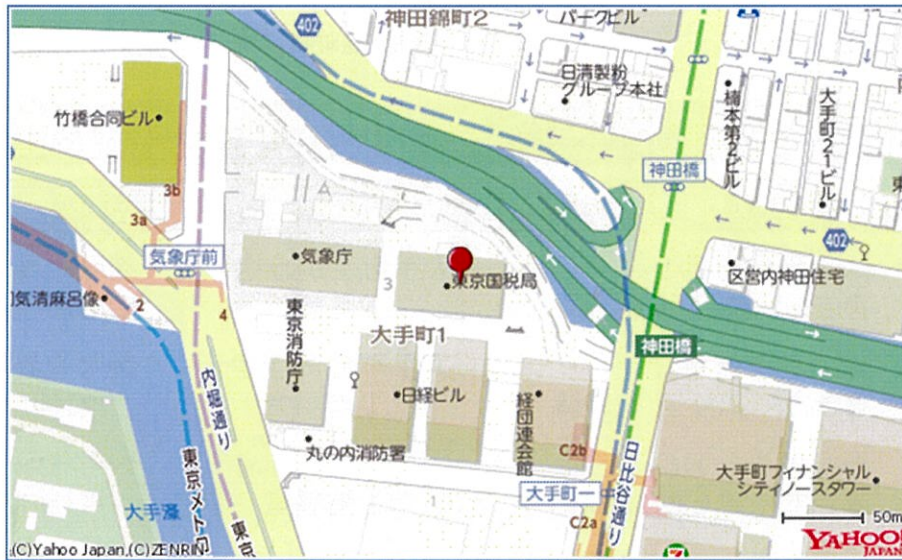 402
神田錦町2
パークビル
日清製粉
グループ本社
楠本第2ビル
大手町21ビル
竹橋合同ビル
神田橋
3b
3a
402
気象庁前
気象庁
東京国税局
区営内神田住宅
3
気清麻呂像
2
4
東京消防庁
大手町1
神田橋
内堀通り
日経ビル
経団連会館
日比谷通り
丸の内消防署
C2b
大手町一
大手町フィナンシャル
シティノースタワー
1
大手濠
東京メトロ
東京
C2a
50m
(C)Yahoo Japan,(C)ZENRIN
YAHOO!
JAPAN